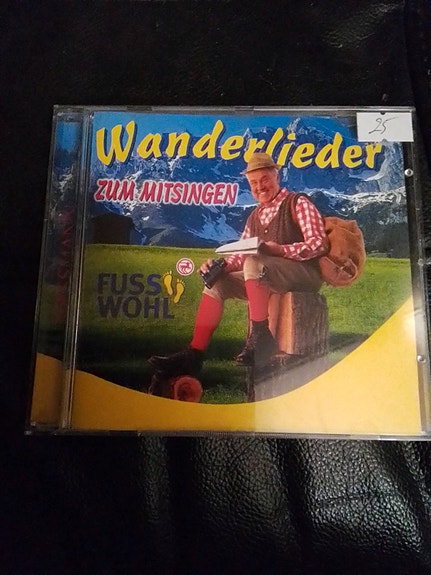 Wanderlieder
25
ZUM MITSINGEN
FUSS
WOHL